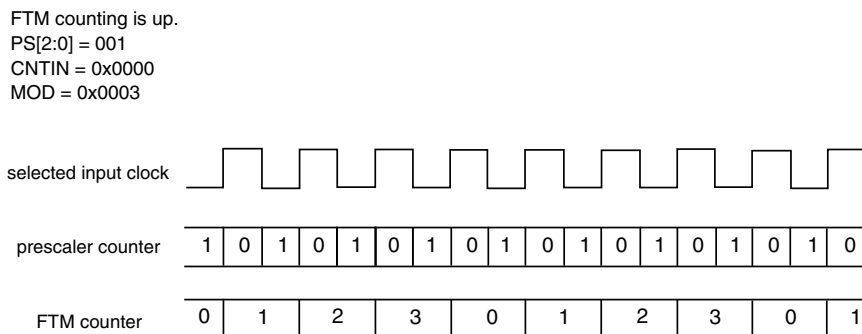 FTM counting is up.
PS[2:0] = 001
CNTIN = 0x0000
MOD = 0x0003
selected input clock
prescaler counter 1 0 1 0 1 0 1 0 1 0 1 0 1 0 1 0 1 0
FTM counter 0 1 2 3 0 1 2 3 0 1